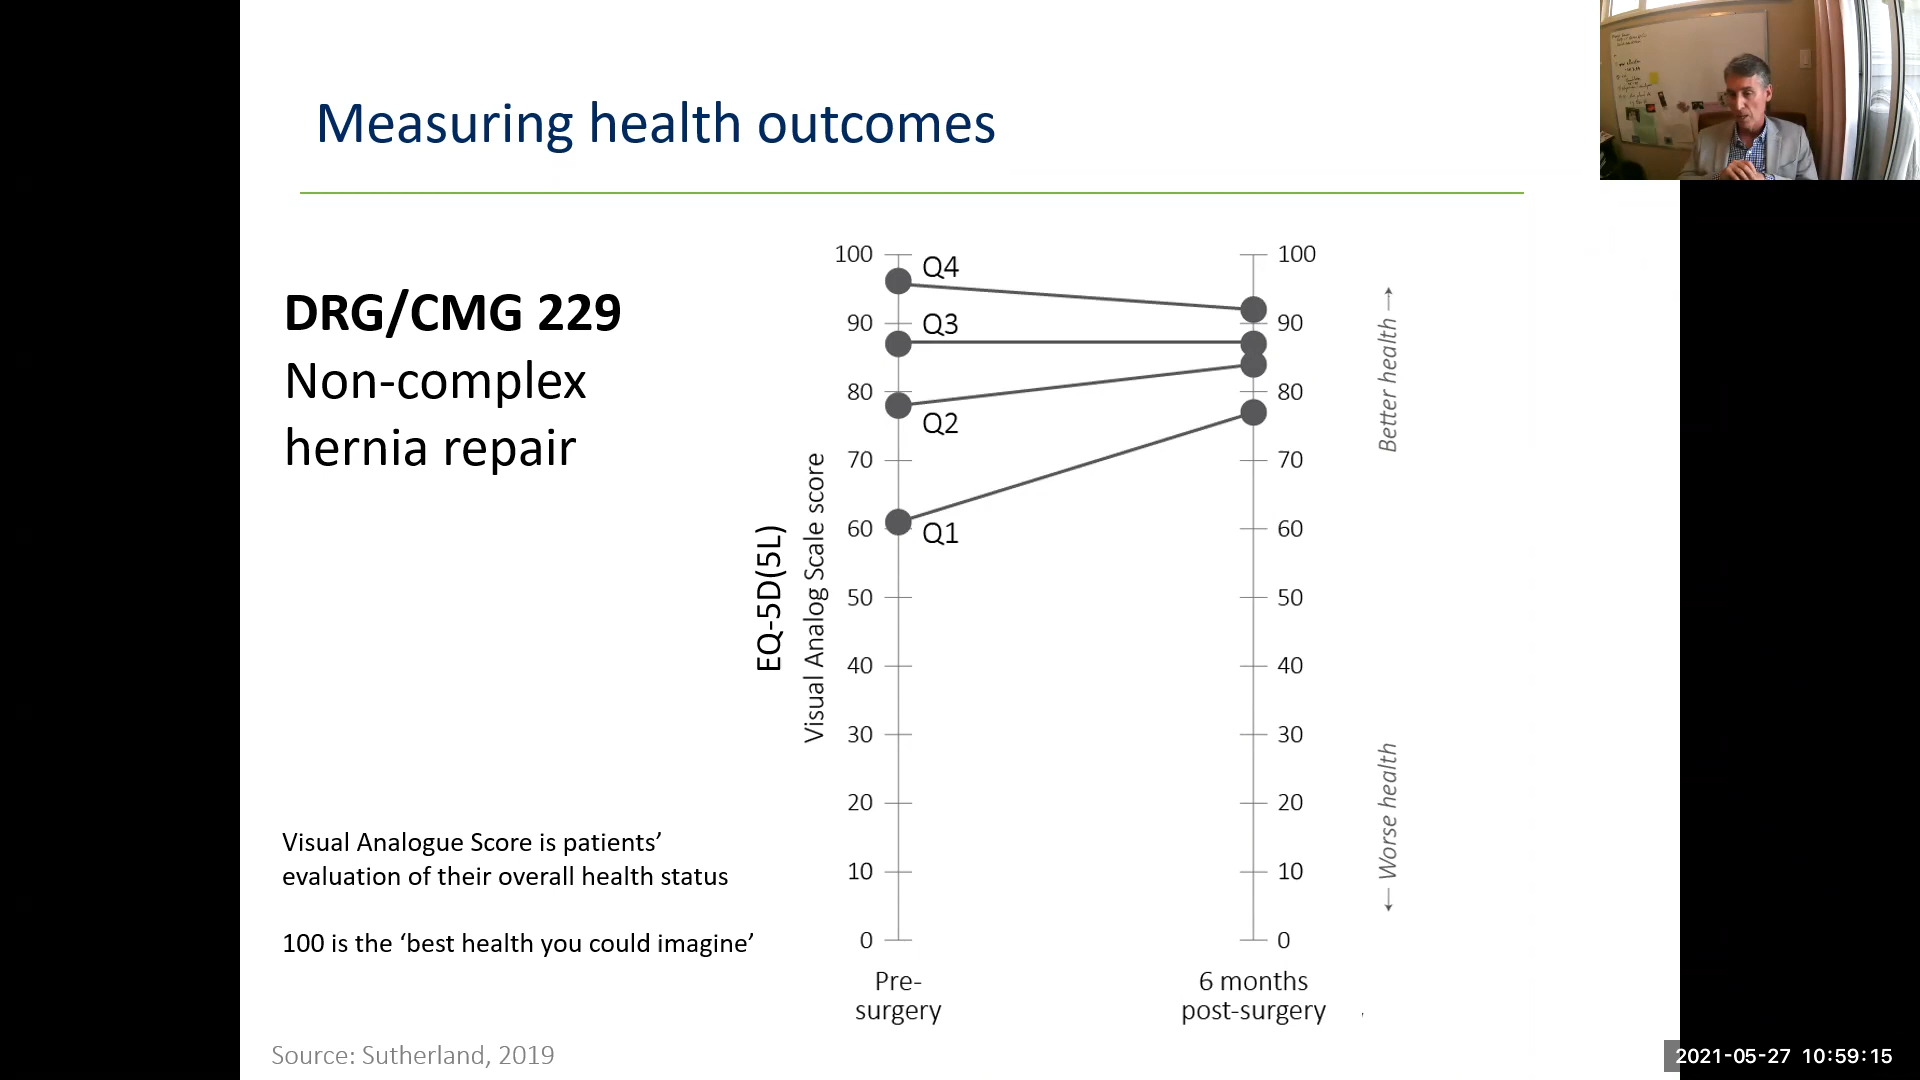 Measuring health outcomes
DRG/CMG 229
Non-complex
hernia repair
Visual Analogue Score is patients’
evaluation of their overall health status
100 is the ‘best health you could imagine’
Source: Sutherland, 2019
EQ-5D(5L)
Visual Analog Scale score
100
90
80
70
60
50
40
30
20
10
0
Q4
Q3
Q2
Q1
100
90
80
70
60
50
40
30
20
10
0
Better health →
← Worse health
Pre-
surgery
6 months
post-surgery
2021-05-27 10:59:15